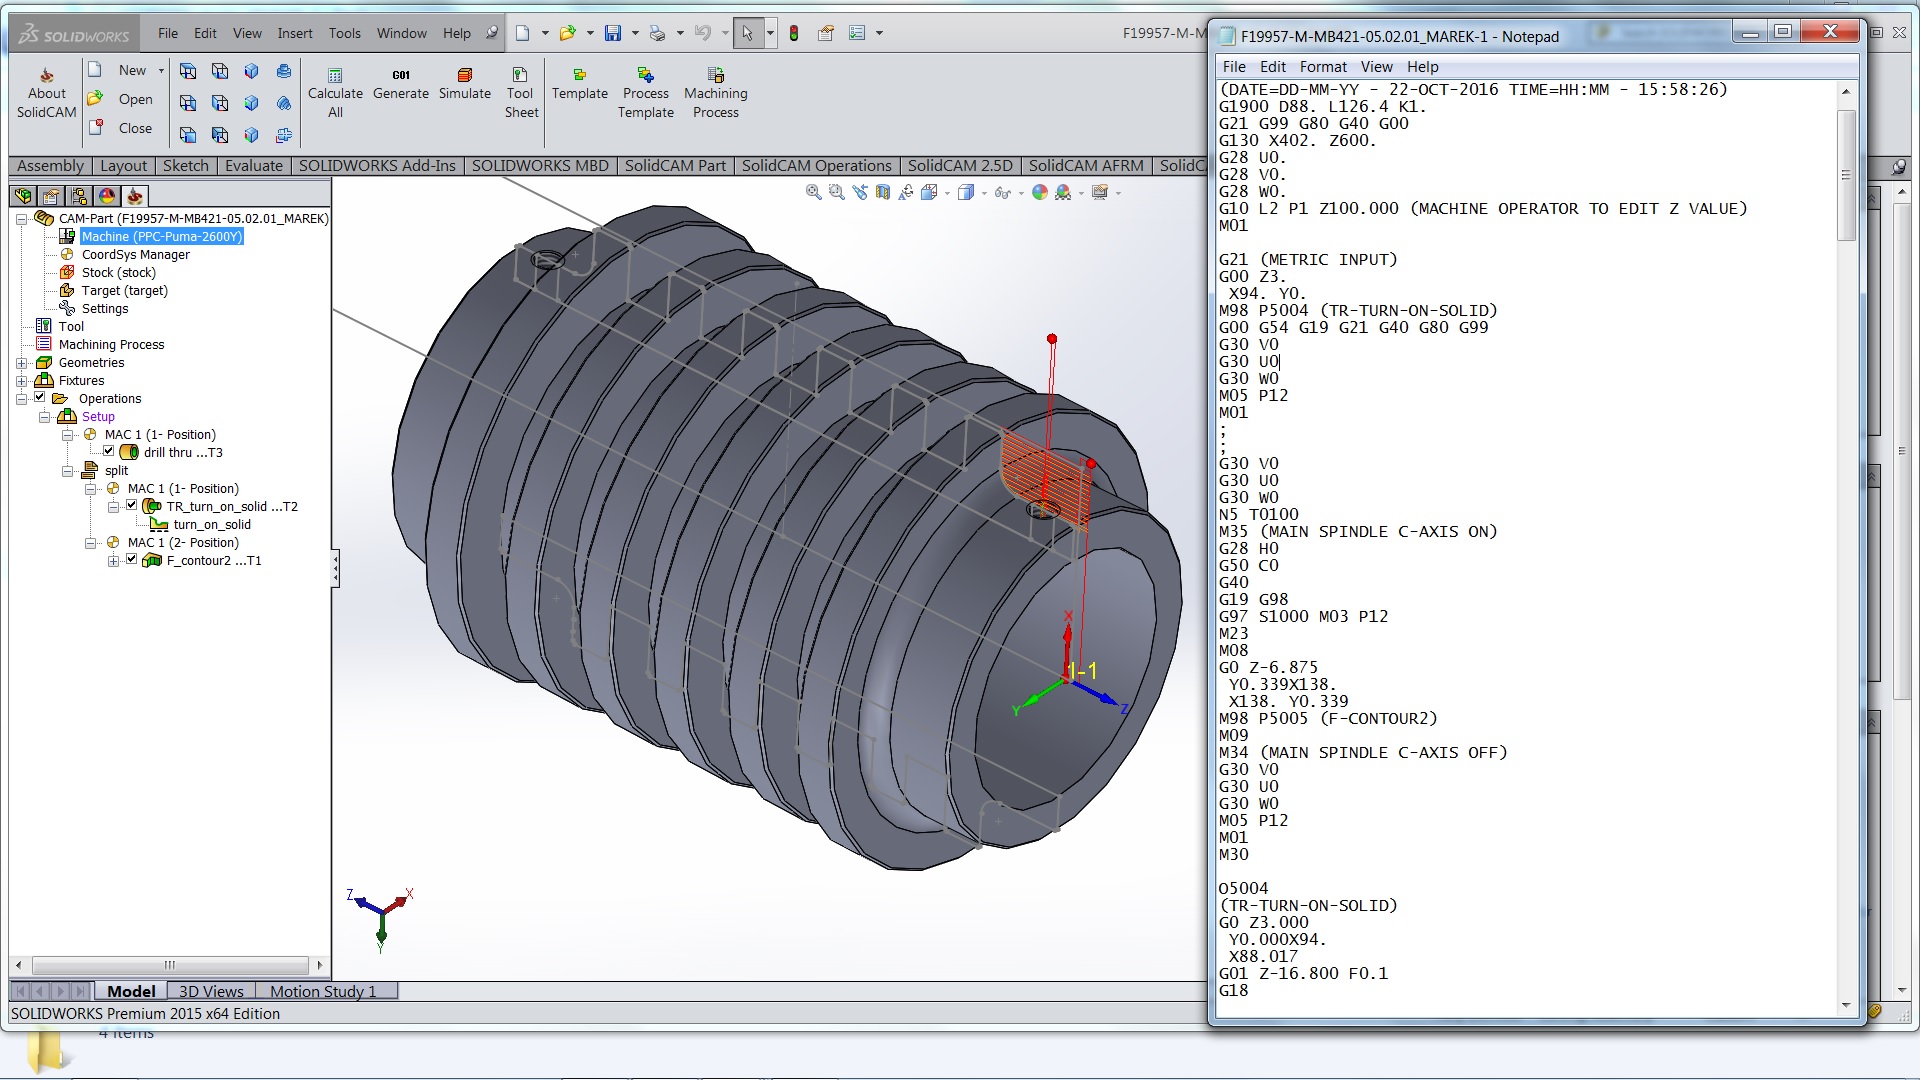 SOLIDWORKS
File Edit View Insert Tools Window Help
F19957-M-M
About SolidCAM
New
Open
Close
Calculate All
G01
Generate
Simulate
Tool Sheet
Template
Process Template
Machining Process
Assembly Layout Sketch Evaluate SOLIDWORKS Add-Ins SOLIDWORKS MBD SolidCAM Part SolidCAM Operations SolidCAM 2.5D SolidCAM AFRM SolidC
CAM-Part (F19957-M-MB421-05.02.01_MAREK)
Machine (PPC-Puma-2600Y)
CoordSys Manager
Stock (stock)
Target (target)
Settings
Tool
Machining Process
Geometries
Fixtures
Operations
Setup
MAC 1 (1- Position)
drill thru ...T3
split
MAC 1 (1- Position)
TR_turn_on_solid ...T2
turn_on_solid
MAC 1 (2- Position)
F_contour2 ...T1
X
1-1
Y
Z
Z
X
Y
Model 3D Views Motion Study 1
SOLIDWORKS Premium 2015 x64 Edition
4 items
F19957-M-MB421-05.02.01_MAREK-1 - Notepad
File Edit Format View Help
(DATE=DD-MM-YY - 22-OCT-2016 TIME=HH:MM - 15:58:26)
G1900 D88. L126.4 K1.
G21 G99 G80 G40 G00
G130 X402. Z600.
G28 U0.
G28 V0.
G28 W0.
G10 L2 P1 Z100.000 (MACHINE OPERATOR TO EDIT Z VALUE)
M01
G21 (METRIC INPUT)
G00 Z3.
X94. Y0.
M98 P5004 (TR-TURN-ON-SOLID)
G00 G54 G19 G21 G40 G80 G99
G30 V0
G30 U0
G30 W0
M05 P12
M01
;
;
G30 V0
G30 U0
G30 W0
N5 T0100
M35 (MAIN SPINDLE C-AXIS ON)
G28 H0
G50 C0
G40
G19 G98
G97 S1000 M03 P12
M23
M08
G0 Z-6.875
Y0.339X138.
X138. Y0.339
M98 P5005 (F-CONTOUR2)
M09
M34 (MAIN SPINDLE C-AXIS OFF)
G30 V0
G30 U0
G30 W0
M05 P12
M01
M30
O5004
(TR-TURN-ON-SOLID)
G0 Z3.000
Y0.000X94.
X88.017
G01 Z-16.800 F0.1
G18